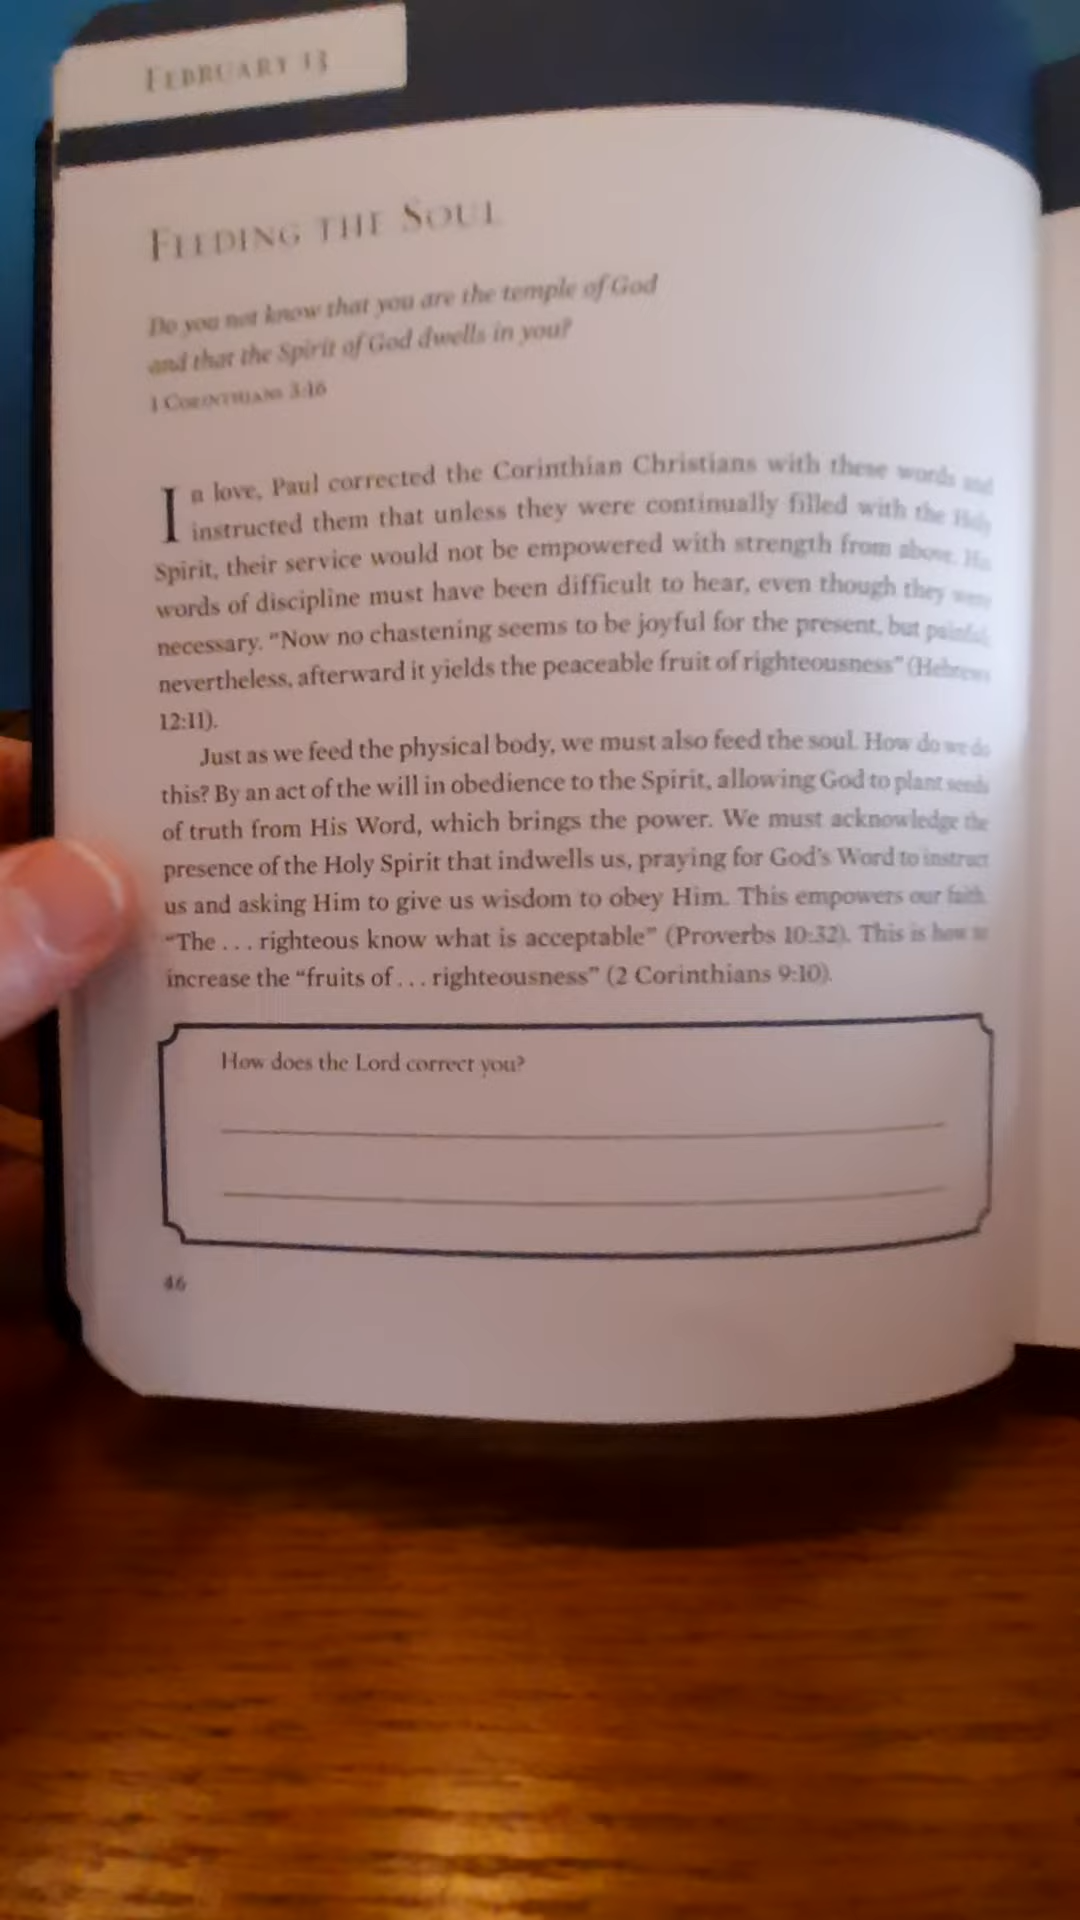 FEBRUARY 13
FEEDING THE SOUL
Do you not know that you are the temple of God
and that the Spirit of God dwells in you?
1 CORINTHIANS 3:16
In love, Paul corrected the Corinthian Christians with these words and
instructed them that unless they were continually filled with the Holy
Spirit, their service would not be empowered with strength from above. His
words of discipline must have been difficult to hear, even though they were
necessary. “Now no chastening seems to be joyful for the present, but painful;
nevertheless, afterward it yields the peaceable fruit of righteousness” (Hebrews
12:11).
Just as we feed the physical body, we must also feed the soul. How do we do
this? By an act of the will in obedience to the Spirit, allowing God to plant seeds
of truth from His Word, which brings the power. We must acknowledge the
presence of the Holy Spirit that indwells us, praying for God’s Word to instruct
us and asking Him to give us wisdom to obey Him. This empowers our faith.
“The . . . righteous know what is acceptable” (Proverbs 10:32). This is how to
increase the “fruits of . . . righteousness” (2 Corinthians 9:10).
How does the Lord correct you?
46